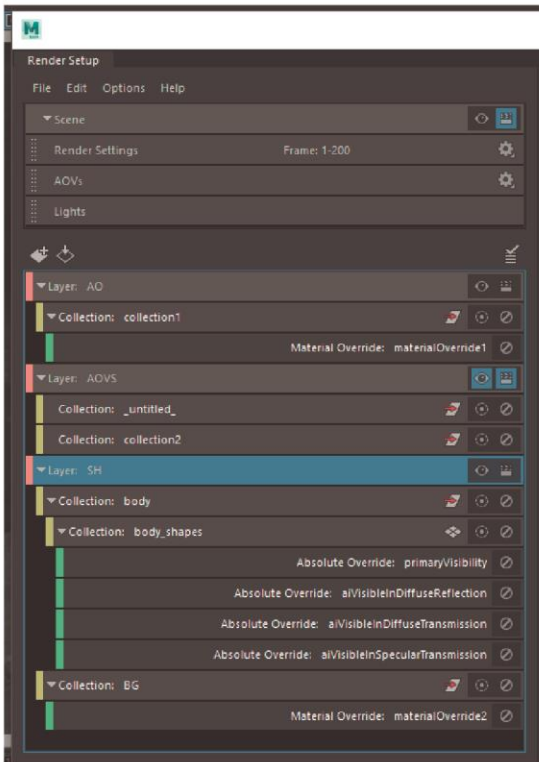 M
Render Setup
File Edit Options Help
Scene
Render Settings Frame: 1-200
AOVs
Lights
Layer: AO
Collection: collection1
Material Override: materialOverride1
Layer: AOVS
Collection: _untitled_
Collection: collection2
Layer: SH
Collection: body
Collection: body_shapes
Absolute Override: primaryVisibility
Absolute Override: aiVisibleInDiffuseReflection
Absolute Override: aiVisibleInDiffuseTransmission
Absolute Override: aiVisibleInSpecularTransmission
Collection: BG
Material Override: materialOverride2